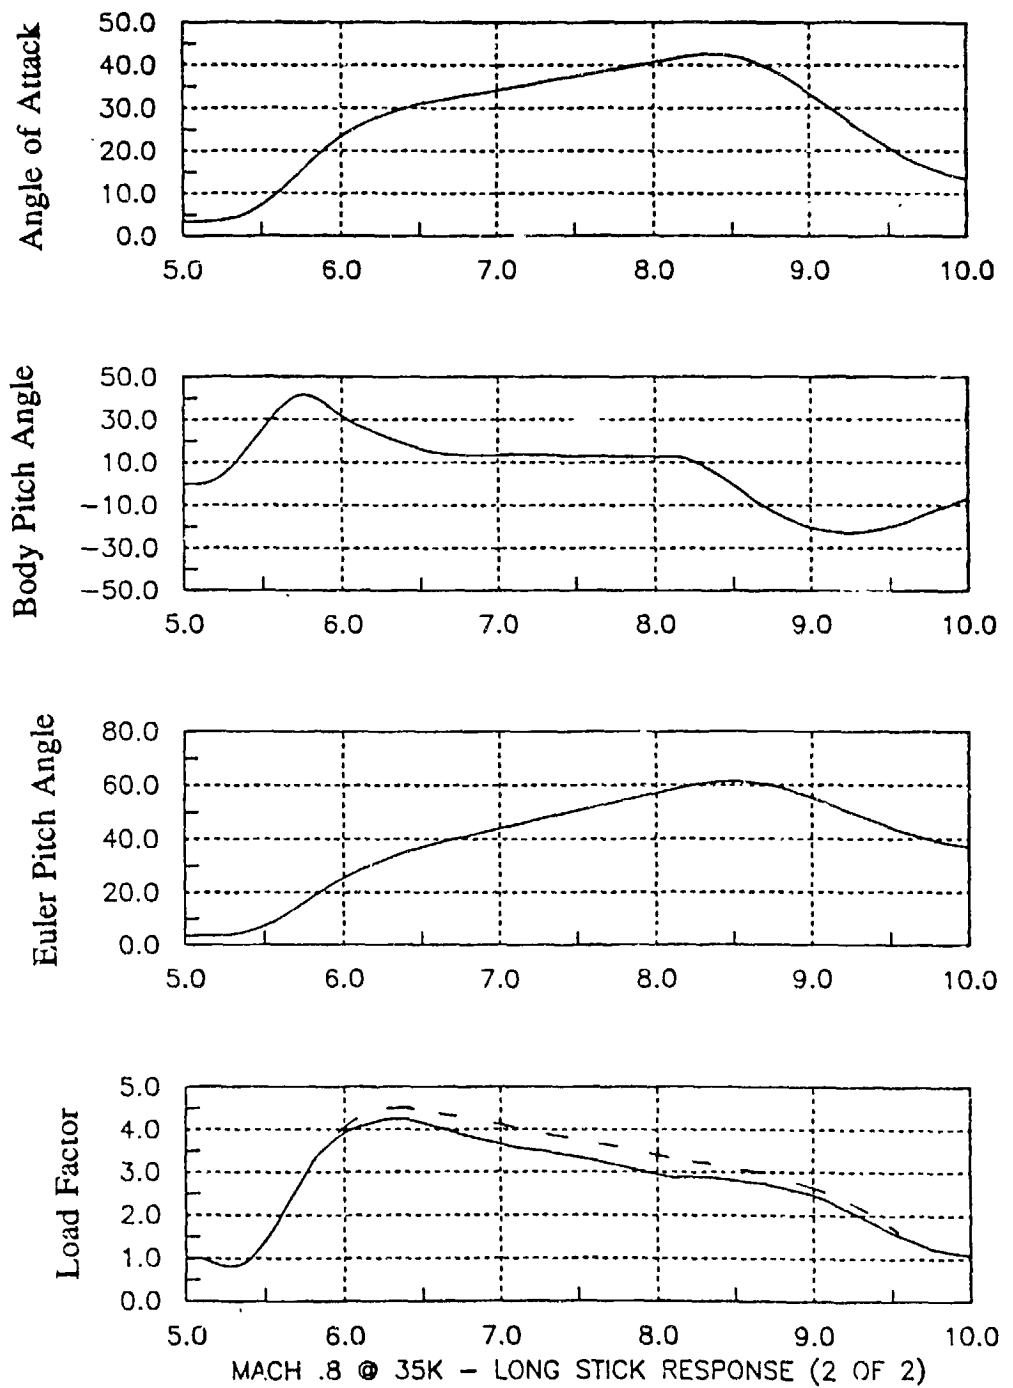 Angle of Attack
50.0
40.0
30.0
20.0
10.0
0.0
5.0 6.0 7.0 8.0 9.0 10.0
Body Pitch Angle
50.0
30.0
10.0
-10.0
-30.0
-50.0
5.0 6.0 7.0 8.0 9.0 10.0
Euler Pitch Angle
80.0
60.0
40.0
20.0
0.0
5.0 6.0 7.0 8.0 9.0 10.0
Load Factor
5.0
4.0
3.0
2.0
1.0
0.0
5.0 6.0 7.0 8.0 9.0 10.0
MACH .8 @ 35K - LONG STICK RESPONSE (2 OF 2)